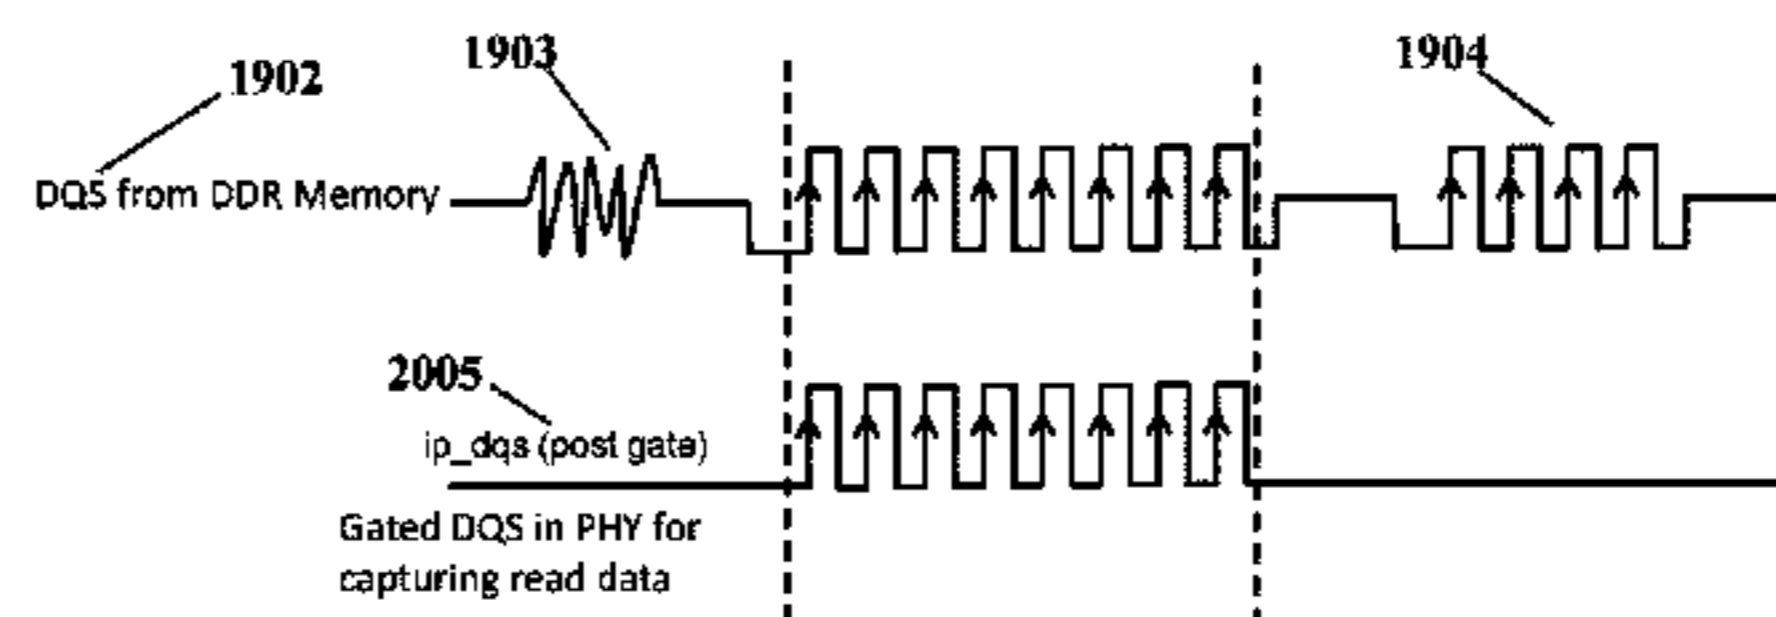 1903
1904
1902
DQS from DDR Memory
2005
ip_dqs (post gate)
Gated DQS in PHY for
capturing read data